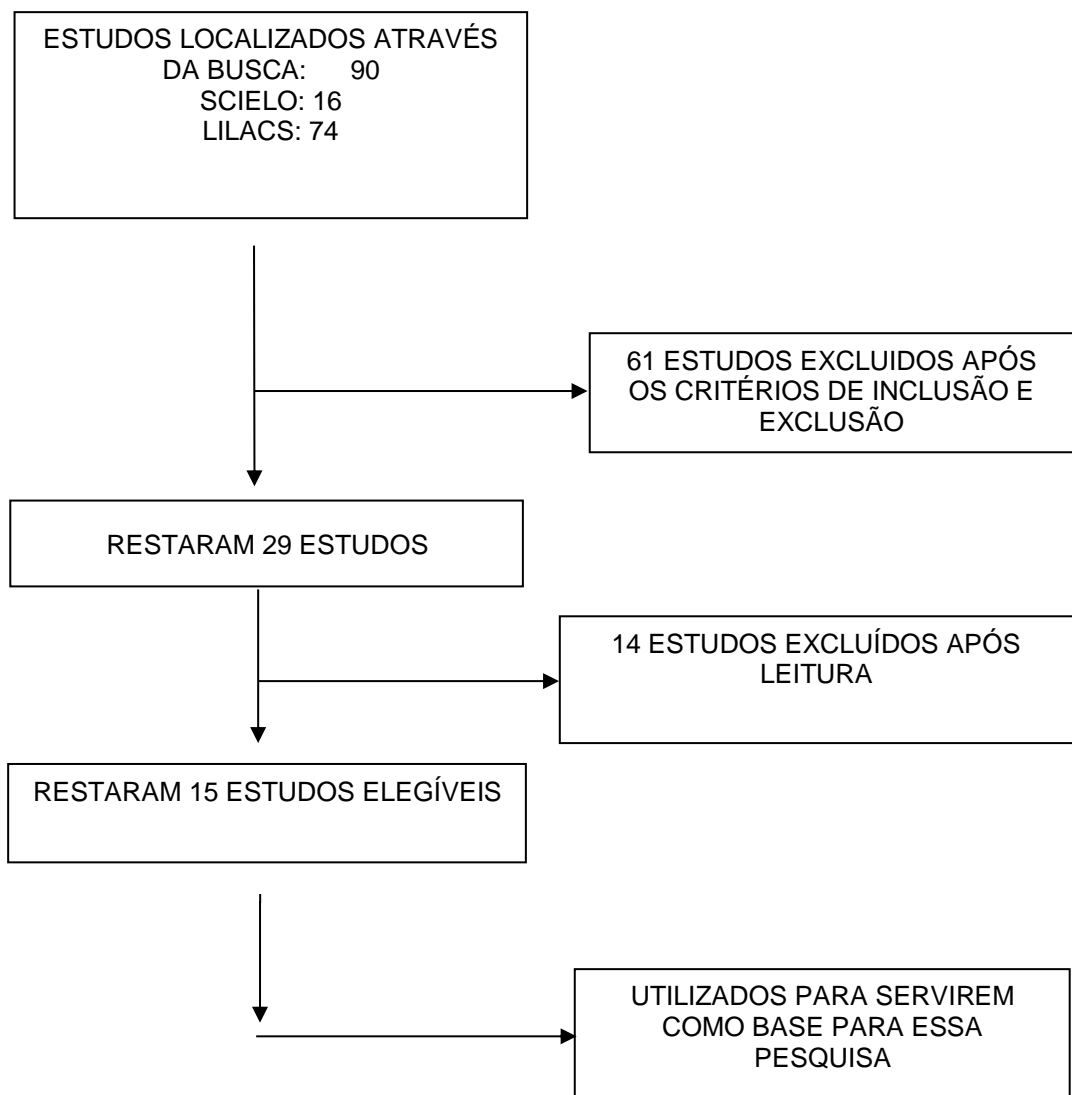 ESTUDOS LOCALIZADOS ATRAVÉS
DA BUSCA: 90
SCIELO: 16
LILACS: 74
61 ESTUDOS EXCLUIDOS APÓS
OS CRITÉRIOS DE INCLUSÃO E
EXCLUSÃO
RESTARAM 29 ESTUDOS
14 ESTUDOS EXCLUÍDOS APÓS
LEITURA
RESTARAM 15 ESTUDOS ELEGÍVEIS
UTILIZADOS PARA SERVIREM
COMO BASE PARA ESSA
PESQUISA